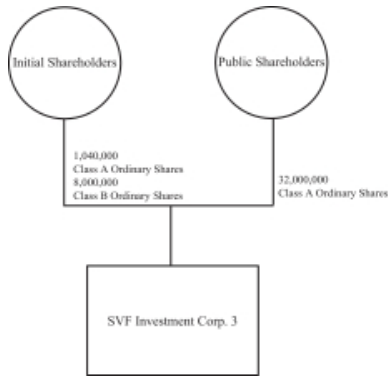 Initial Shareholders
Public Shareholders
1,040,000
Class A Ordinary Shares
8,000,000
Class B Ordinary Shares
32,000,000
Class A Ordinary Shares
SVF Investment Corp. 3